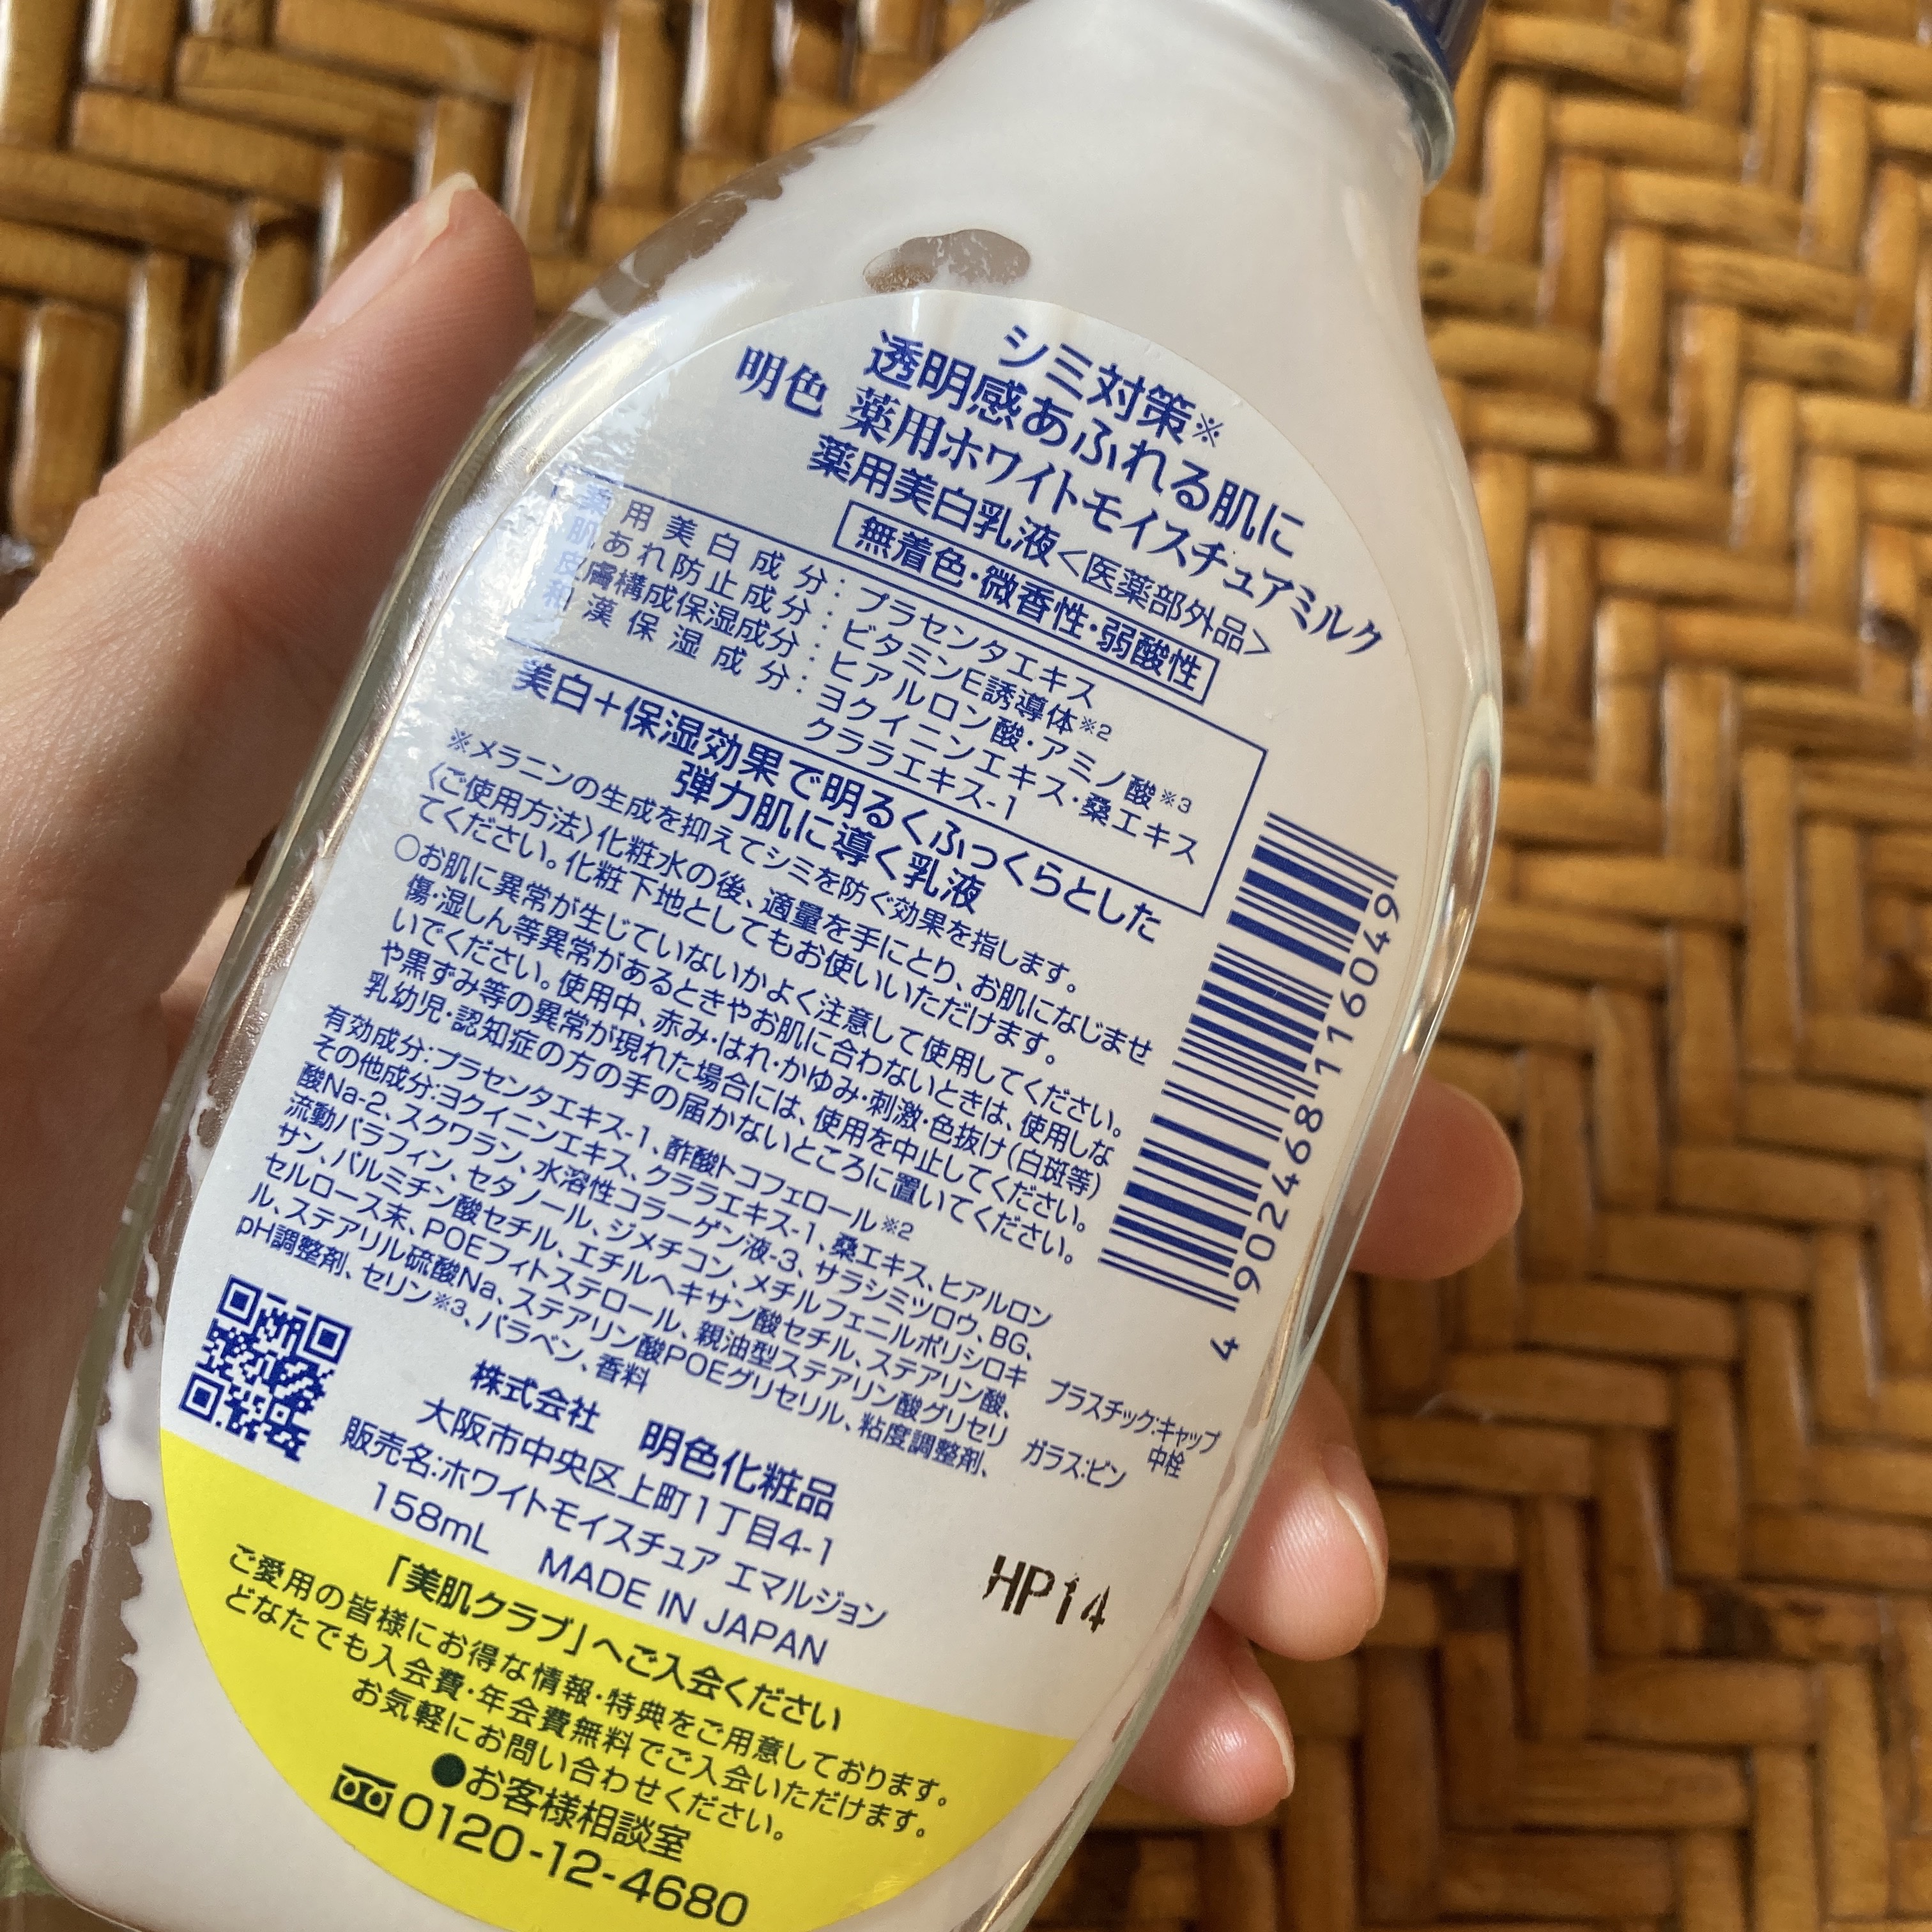 シミ対策※
透明感あふれる肌に
明色 薬用ホワイトモイスチュアミルク
薬用美白乳液<医薬部外品>
無着色・微香性・弱酸性
薬用美白成分：プラセンタエキス
肌あれ防止成分：ビタミンE誘導体※2
皮膚構成保湿成分：ヒアルロン酸・アミノ酸※3
和漢保湿成分：ヨクイニンエキス・桑エキス
クララエキス-1
美白+保湿効果で明るくふっくらとした
弾力肌に導く乳液
※メラニンの生成を抑えてシミを防ぐ効果を指します。
〈ご使用方法〉化粧水の後、適量を手にとり、お肌になじませ
てください。化粧下地としてもお使いいただけます。
○お肌に異常が生じていないかよく注意して使用してください。
傷・湿しん等異常があるときやお肌に合わないときは、使用しな
いでください。使用中、赤み・はれ・かゆみ・刺激・色抜け(白斑等)
や黒ずみ等の異常が現れた場合には、使用を中止してください。
乳幼児・認知症の方の手の届かないところに置いてください。
有効成分：プラセンタエキス-1、酢酸トコフェロール※2
その他成分：ヨクイニンエキス、クララエキス-1、桑エキス、ヒアルロン
酸Na-2、スクワラン、水溶性コラーゲン液-3、サラシミツロウ、BG、
流動パラフィン、セタノール、ジメチコン、メチルフェニルポリシロキ
サン、パルミチン酸セチル、エチルヘキサン酸セチル、ステアリン酸、
セルロース末、POEフィトステロール、親油型ステアリン酸グリセリ
ル、ステアリル硫酸Na、ステアリン酸POEグリセリル、粘度調整剤、
pH調整剤、セリン※3、パラベン、香料
株式会社 明色化粧品
大阪市中央区上町1丁目4-1
販売名：ホワイトモイスチュア エマルジョン
158mL MADE IN JAPAN
プラスチック：キャップ
中栓
ガラス：ビン
4 902468 116049
HP14
「美肌クラブ」へご入会ください
ご愛用の皆様にお得な情報・特典をご用意しております。
どなたでも入会費・年会費無料でご入会いただけます。
お気軽にお問い合わせください。
●お客様相談室
0120-12-4680